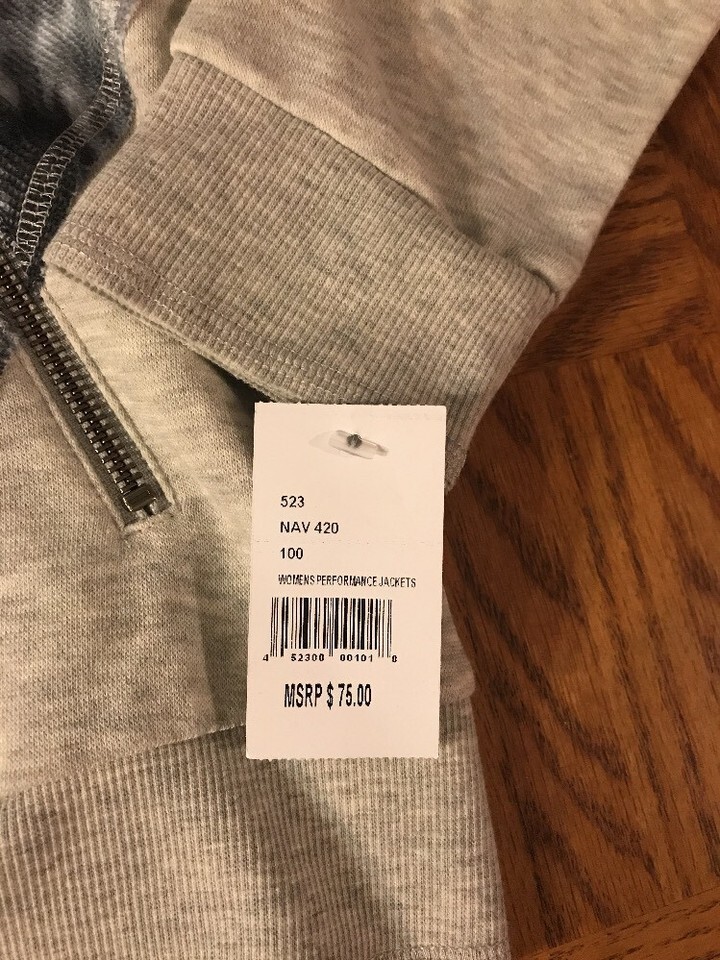 523
NAV 420
100
WOMENS PERFORMANCE JACKETS
4 52300 00101 8
MSRP $ 75.00